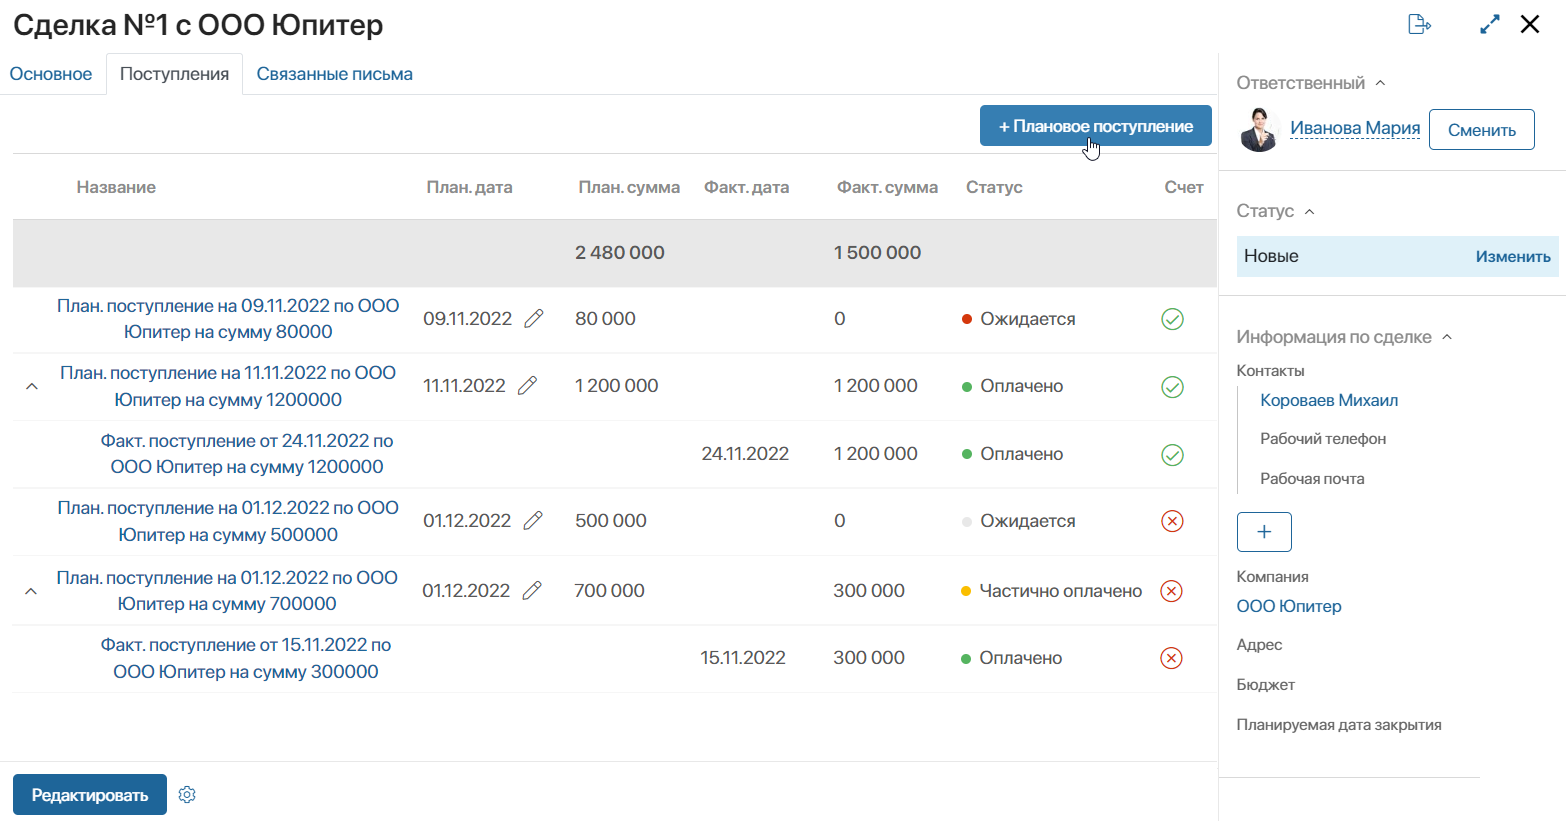 Сделка №1 с ООО Юпитер
Основное Поступления Связанные письма
+ Плановое поступление
Название План. дата План. сумма Факт. дата Факт. сумма Статус Счет
2 480 000 1 500 000
План. поступление на 09.11.2022 по ООО
Юпитер на сумму 80000
09.11.2022 80 000 0 Ожидается
План. поступление на 11.11.2022 по ООО
Юпитер на сумму 1200000
11.11.2022 1 200 000 1 200 000 Оплачено
Факт. поступление от 24.11.2022 по
ООО Юпитер на сумму 1200000
24.11.2022 1 200 000 Оплачено
План. поступление на 01.12.2022 по ООО
Юпитер на сумму 500000
01.12.2022 500 000 0 Ожидается
План. поступление на 01.12.2022 по ООО
Юпитер на сумму 700000
01.12.2022 700 000 300 000 Частично оплачено
Факт. поступление от 15.11.2022 по
ООО Юпитер на сумму 300000
15.11.2022 300 000 Оплачено
Редактировать
Ответственный
Иванова Мария Сменить
Статус
Новые Изменить
Информация по сделке
Контакты
Короваев Михаил
Рабочий телефон
Рабочая почта
+
Компания
ООО Юпитер
Адрес
Бюджет
Планируемая дата закрытия